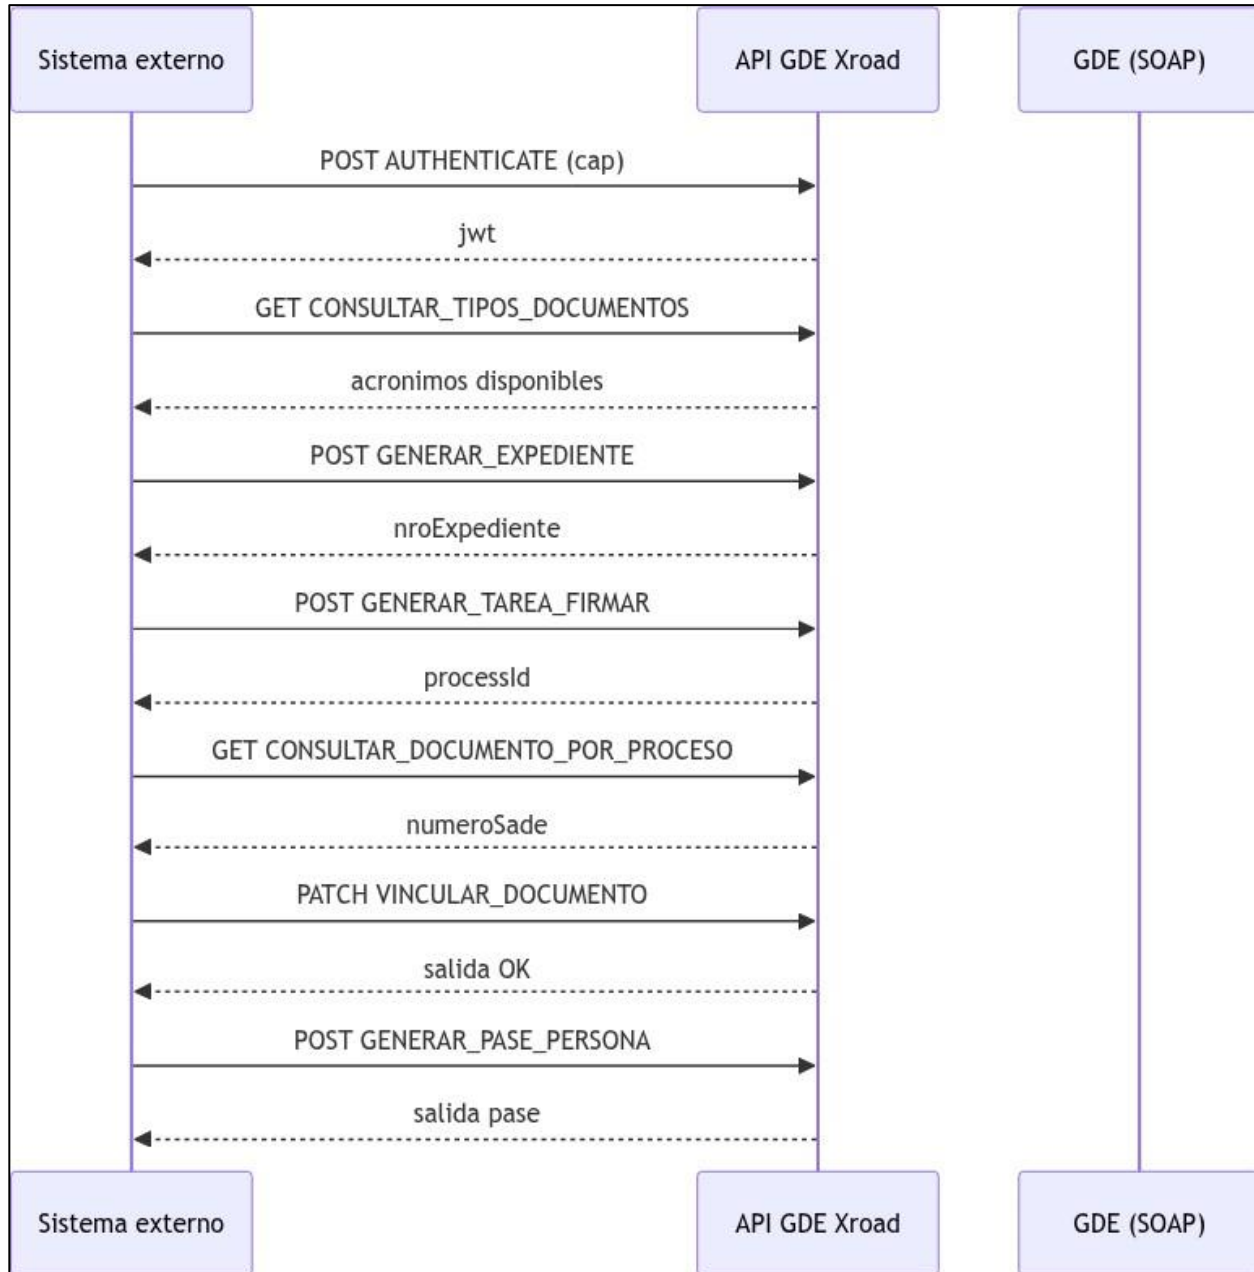 Sistema externo
API GDE Xroad
GDE (SOAP)
POST AUTHENTICATE (cap)
jwt
GET CONSULTAR_TIPOS_DOCUMENTOS
acronimos disponibles
POST GENERAR_EXPEDIENTE
nroExpediente
POST GENERAR_TAREA_FIRMAR
processId
GET CONSULTAR_DOCUMENTO_POR_PROCESO
numeroSade
PATCH VINCULAR_DOCUMENTO
salida OK
POST GENERAR_PASE_PERSONA
salida pase
Sistema externo
API GDE Xroad
GDE (SOAP)